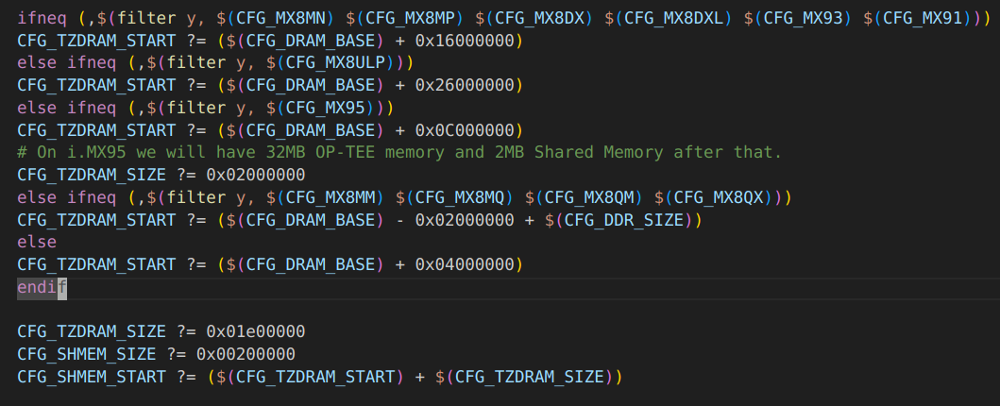 ifneq (,$(filter y, $(CFG_MX8MN) $(CFG_MX8MP) $(CFG_MX8DX) $(CFG_MX8DXL) $(CFG_MX93) $(CFG_MX91)))
CFG_TZDRAM_START ?= ($(CFG_DRAM_BASE) + 0x16000000)
else ifneq (,$(filter y, $(CFG_MX8ULP)))
CFG_TZDRAM_START ?= ($(CFG_DRAM_BASE) + 0x26000000)
else ifneq (,$(filter y, $(CFG_MX95)))
CFG_TZDRAM_START ?= ($(CFG_DRAM_BASE) + 0x0C000000)
# On i.MX95 we will have 32MB OP-TEE memory and 2MB Shared Memory after that.
CFG_TZDRAM_SIZE ?= 0x02000000
else ifneq (,$(filter y, $(CFG_MX8MM) $(CFG_MX8MQ) $(CFG_MX8QM) $(CFG_MX8QX)))
CFG_TZDRAM_START ?= ($(CFG_DRAM_BASE) - 0x02000000 + $(CFG_DDR_SIZE))
else
CFG_TZDRAM_START ?= ($(CFG_DRAM_BASE) + 0x04000000)
endif
CFG_TZDRAM_SIZE ?= 0x01e00000
CFG_SHMEM_SIZE ?= 0x00200000
CFG_SHMEM_START ?= ($(CFG_TZDRAM_START) + $(CFG_TZDRAM_SIZE))